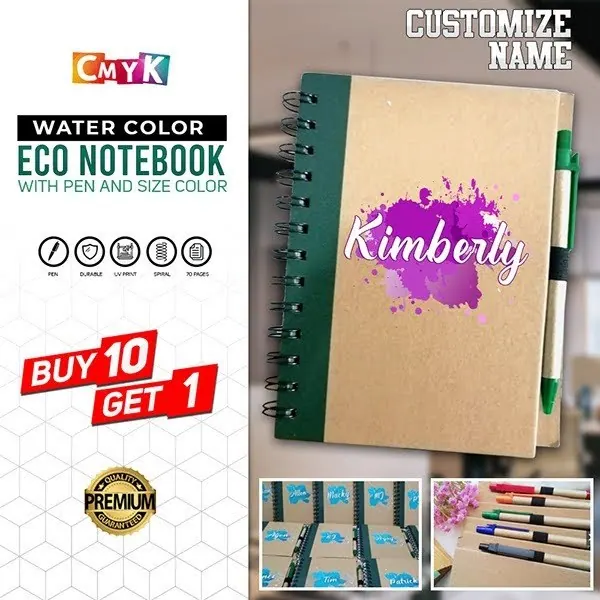 CMYK
WATER COLOR
ECO NOTEBOOK
WITH PEN AND SIZE COLOR
PEN
DURABLE
UV PRINT
SPIRAL
70 PAGES
BUY 10
GET 1
QUALITY
PREMIUM
GUARANTEED
CUSTOMIZE
NAME
Kimberly
Allen
Macky
Tim
Patrick